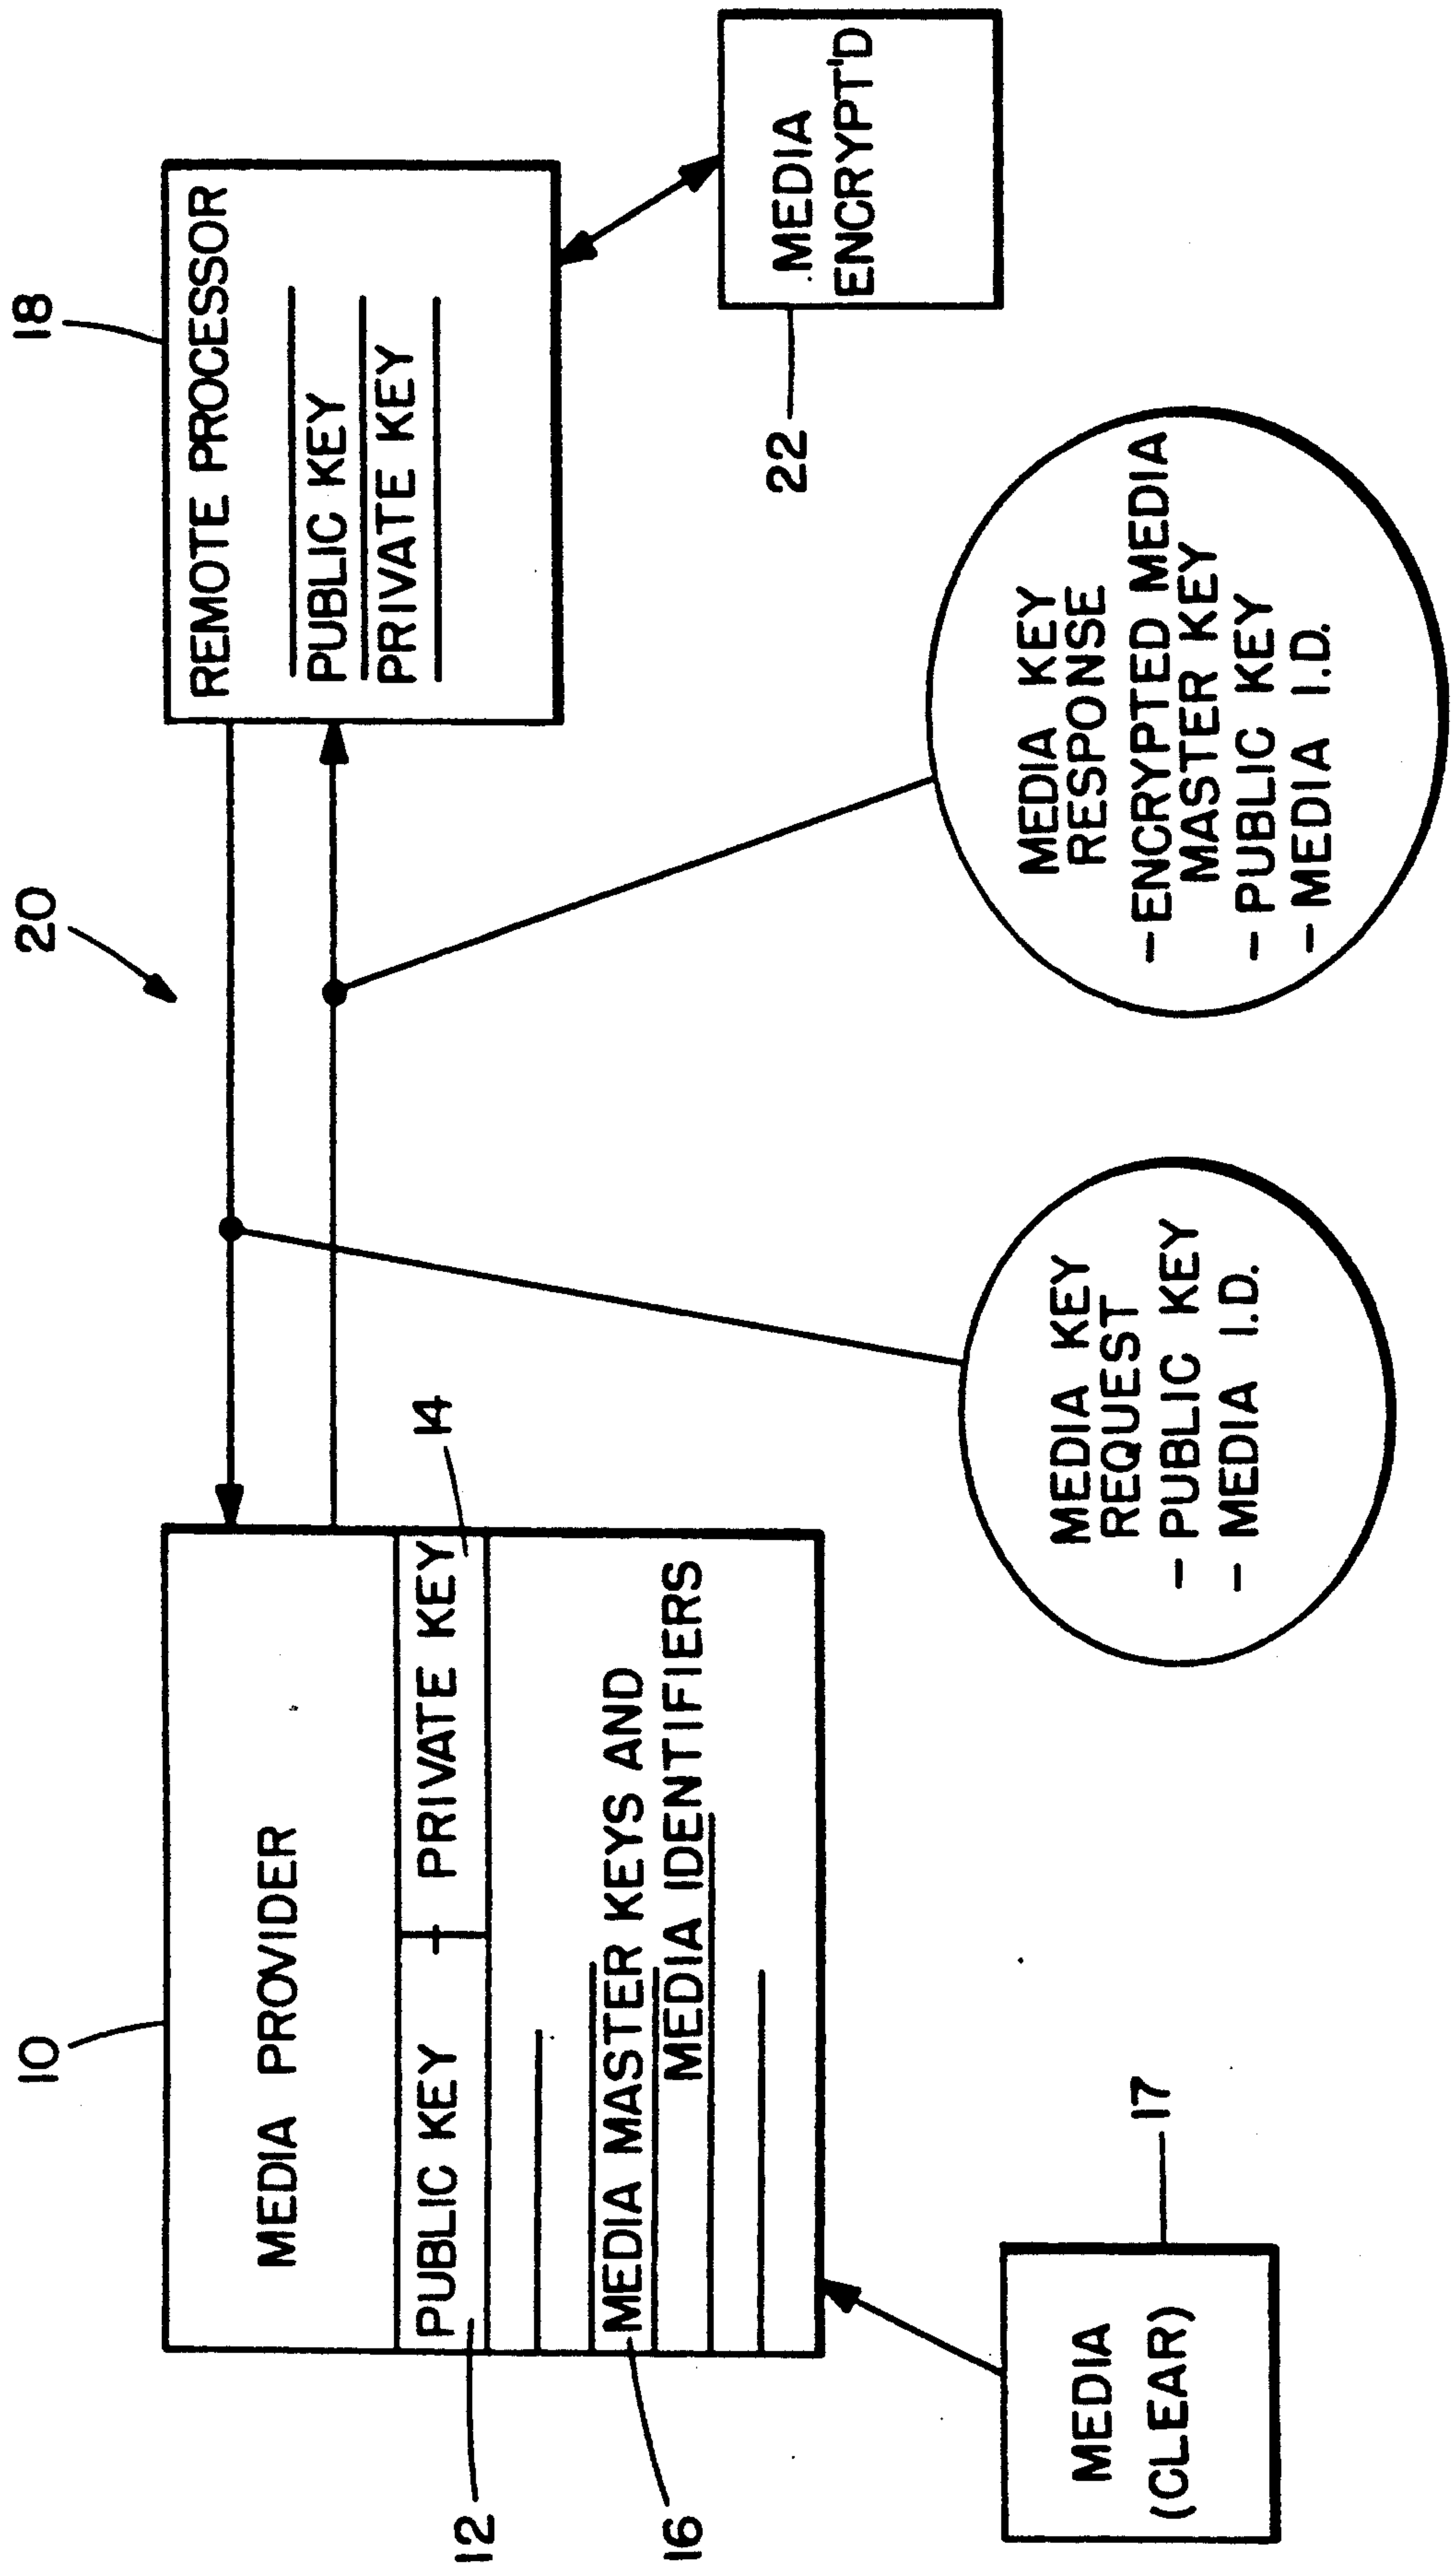 10
MEDIA PROVIDER
12
PUBLIC KEY
PRIVATE KEY
14
16
MEDIA MASTER KEYS AND
MEDIA IDENTIFIERS
MEDIA
(CLEAR)
17
20
18
REMOTE PROCESSOR
PUBLIC KEY
PRIVATE KEY
MEDIA
ENCRYPT'D
22
MEDIA KEY
REQUEST
- PUBLIC KEY
- MEDIA I.D.
MEDIA KEY
RESPONSE
- ENCRYPTED MEDIA
MASTER KEY
- PUBLIC KEY
- MEDIA I.D.